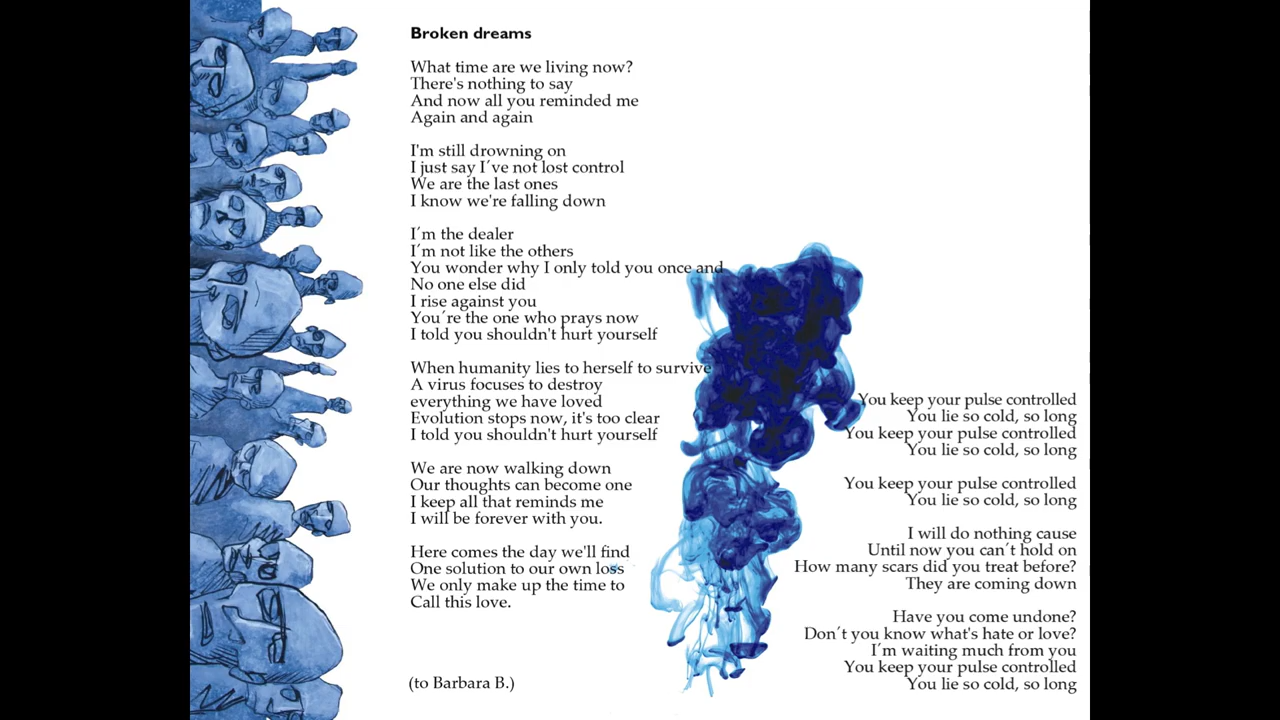 Broken dreams
What time are we living now?
There's nothing to say
And now all you reminded me
Again and again
I'm still drowning on
I just say I´ve not lost control
We are the last ones
I know we're falling down
I´m the dealer
I´m not like the others
You wonder why I only told you once and
No one else did
I rise against you
You´re the one who prays now
I told you shouldn't hurt yourself
When humanity lies to herself to survive
A virus focuses to destroy
everything we have loved
Evolution stops now, it's too clear
I told you shouldn't hurt yourself
We are now walking down
Our thoughts can become one
I keep all that reminds me
I will be forever with you.
Here comes the day we'll find
One solution to our own loss
We only make up the time to
Call this love.
(to Barbara B.)
You keep your pulse controlled
You lie so cold, so long
You keep your pulse controlled
You lie so cold, so long
You keep your pulse controlled
You lie so cold, so long
I will do nothing cause
Until now you can´t hold on
How many scars did you treat before?
They are coming down
Have you come undone?
Don´t you know what's hate or love?
I´m waiting much from you
You keep your pulse controlled
You lie so cold, so long